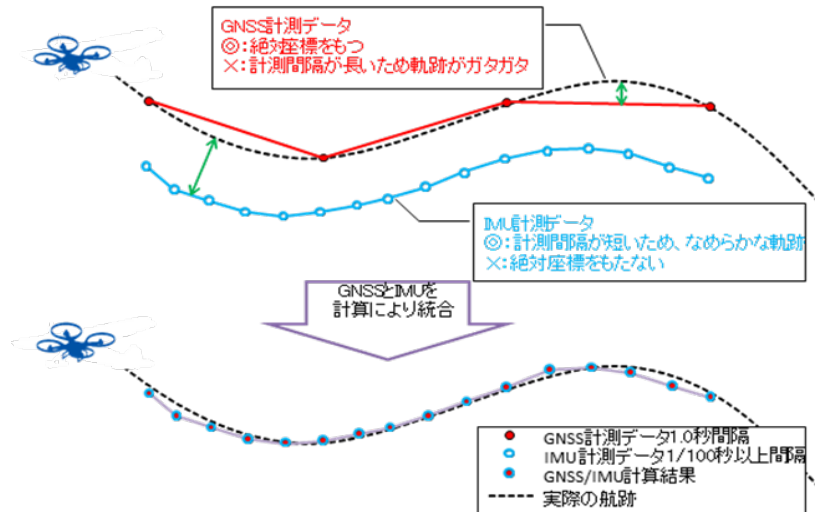 GNSS計測データ
◎:絶対座標をもつ
×:計測間隔が長いため軌跡がガタガタ
IMU計測データ
◎:計測間隔が短いため、なめらかな軌跡
×:絶対座標をもたない
GNSSとIMUを
計算により統合
GNSS計測データ1.0秒間隔
IMU計測データ1/100秒以上間隔
GNSS/IMU計算結果
実際の航跡